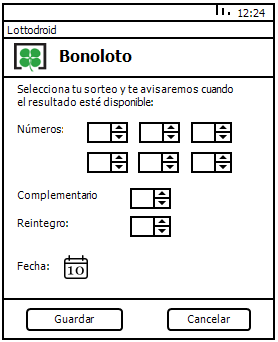 12:24
Lottodroid
Bonoloto
Selecciona tu sorteo y te avisaremos cuando
el resultado esté disponible:
Números:
Complementario
Reintegro:
Fecha: 10
Guardar Cancelar